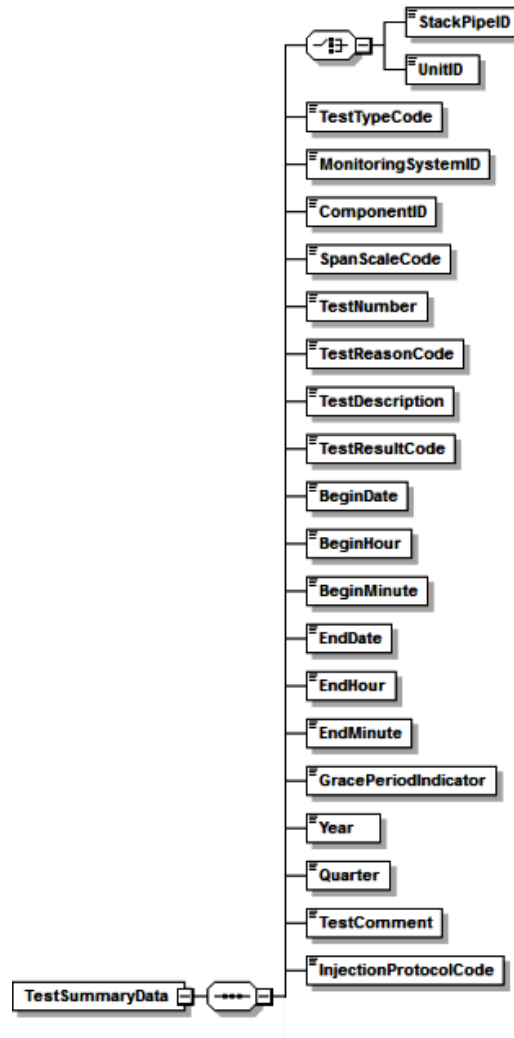 StackPipeID
UnitID
TestTypeCode
MonitoringSystemID
ComponentID
SpanScaleCode
TestNumber
TestReasonCode
TestDescription
TestResultCode
BeginDate
BeginHour
BeginMinute
EndDate
EndHour
EndMinute
GracePeriodIndicator
Year
Quarter
TestComment
InjectionProtocolCode
TestSummaryData